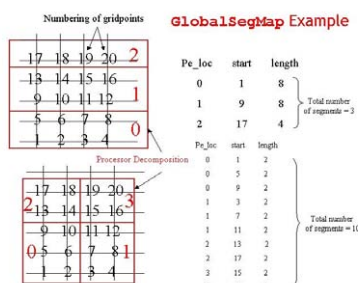 Numbering of gridpoints
GlobalSegMap Example
17 18 19 20 2
13 14 15 16
9 10 11 12 1
5 6 7 8
1 2 3 4 0
Processor Decomposition
17 18 19 20
2 13 14 15 16 3
9 10 11 12
0 5 6 7 8 1
1 2 3 4
Pe_loc start length
0 1 8
1 9 8
2 17 4
Total number
of segments = 3
Pe_loc start length
0 1 2
0 5 2
0 9 2
1 3 2
1 7 2
1 11 2
2 13 2
2 17 2
3 15 2
Total number
of segments = 10